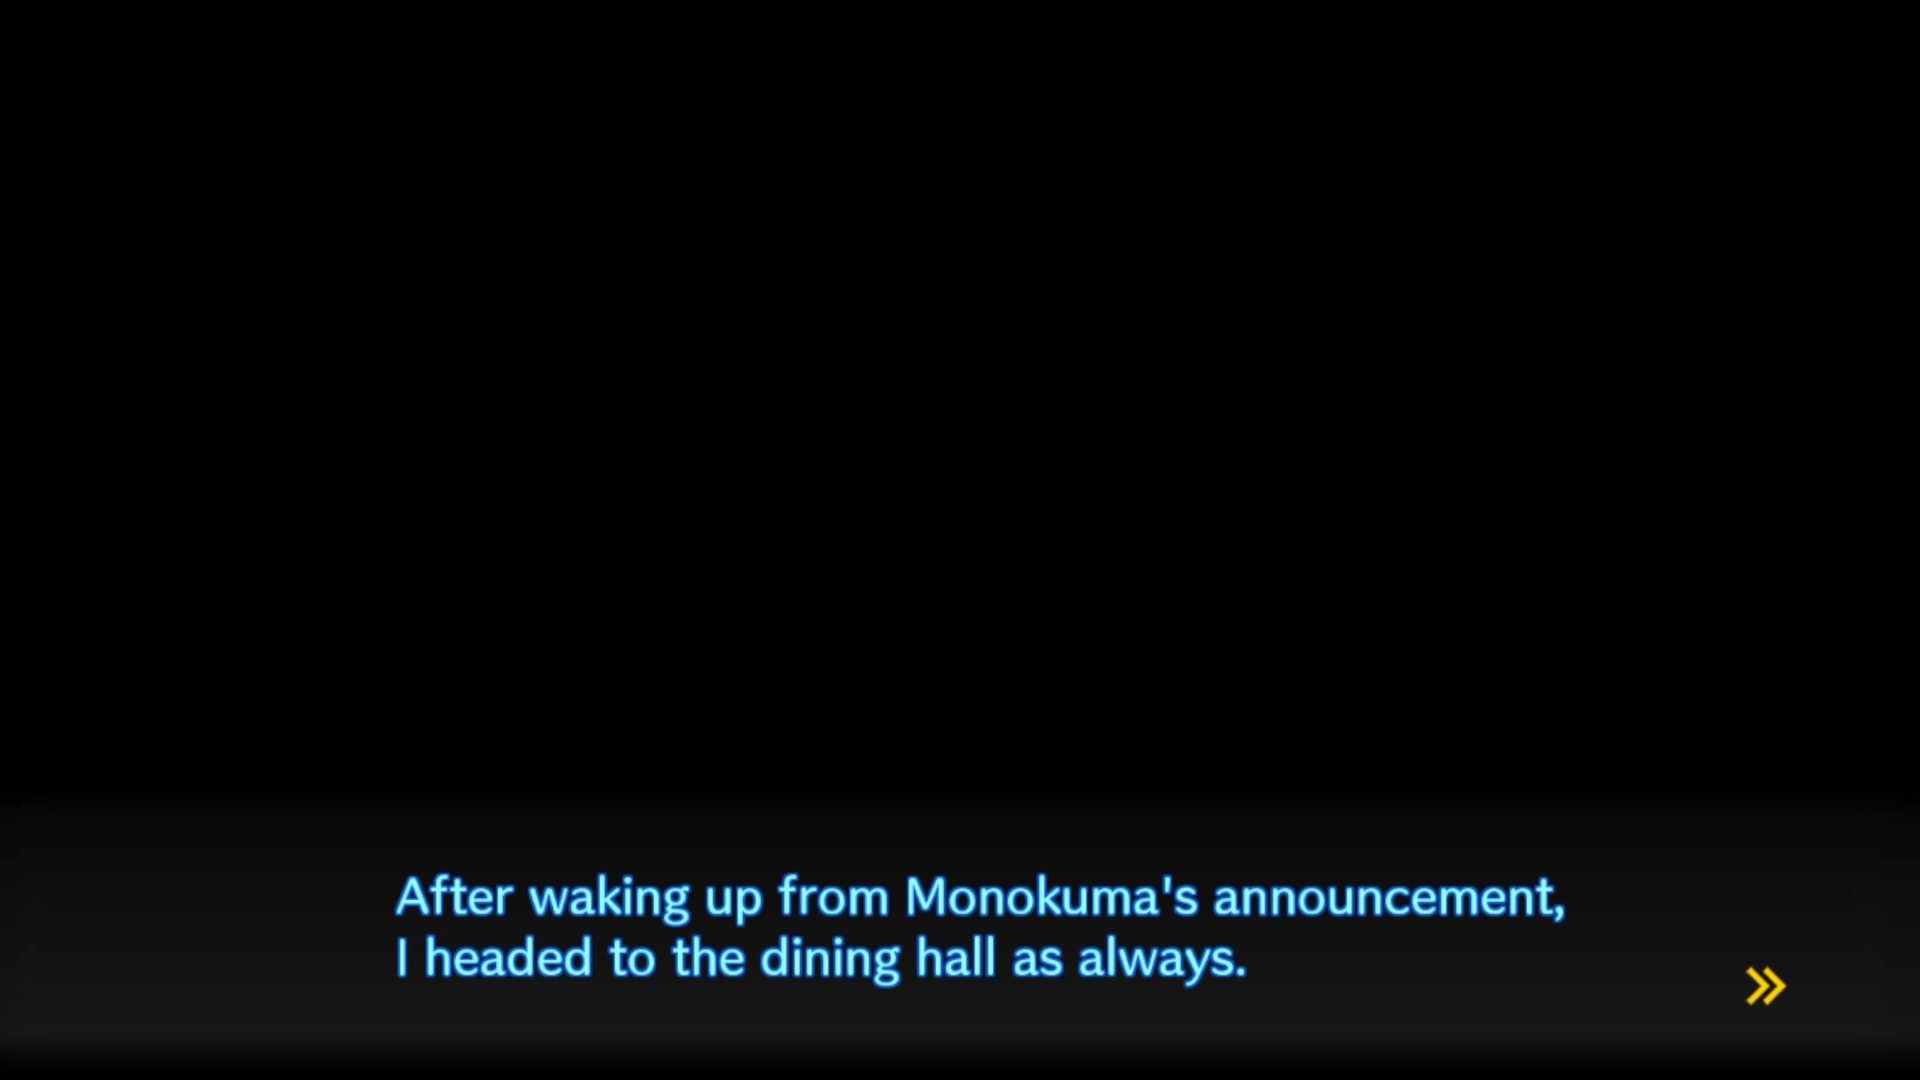 After waking up from Monokuma's announcement,
I headed to the dining hall as always.